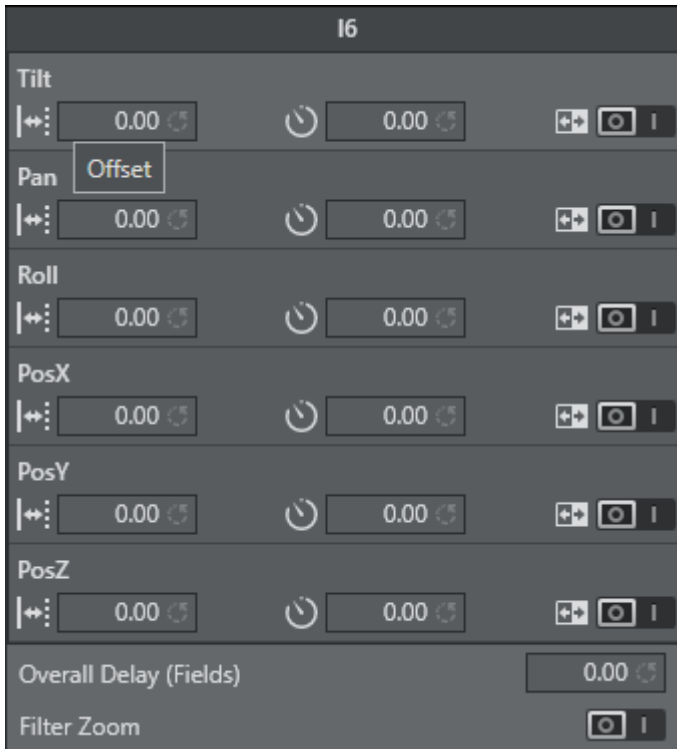 I6
Tilt
0.00 0.00 O I
Offset
Pan
0.00 0.00 O I
Roll
0.00 0.00 O I
PosX
0.00 0.00 O I
PosY
0.00 0.00 O I
PosZ
0.00 0.00 O I
Overall Delay (Fields) 0.00
Filter Zoom O I